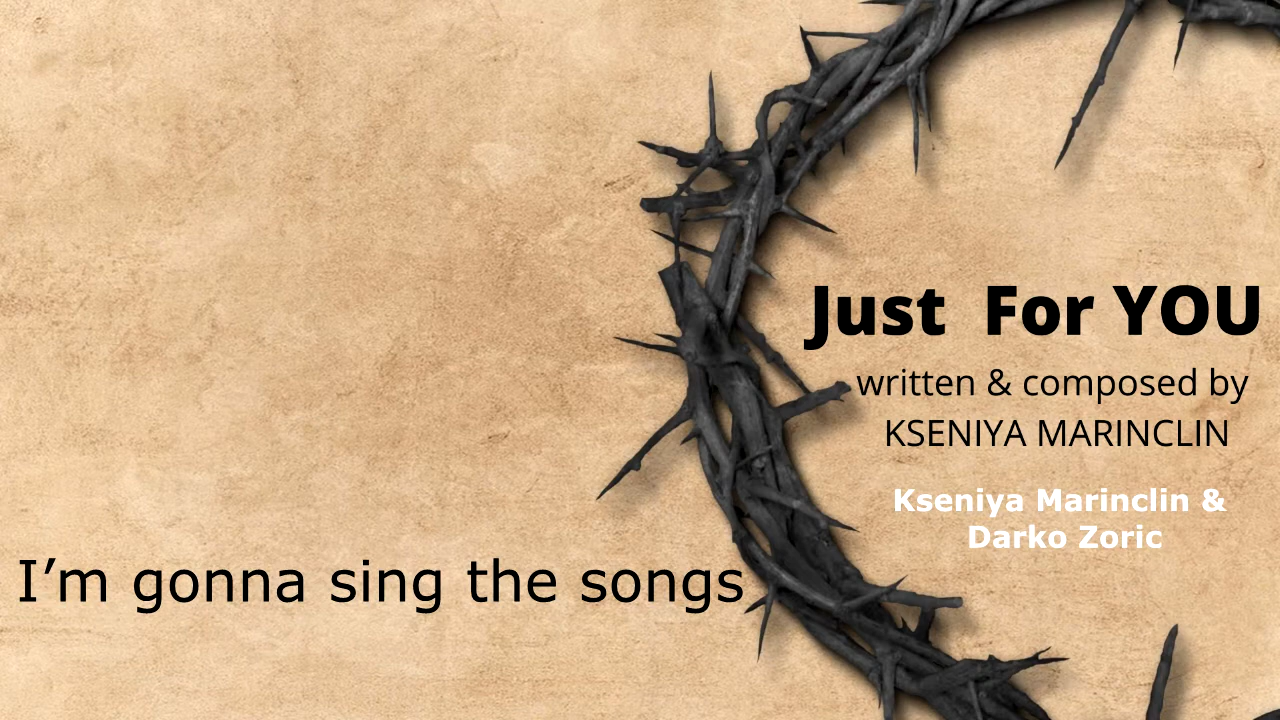 Just For YOU
written & composed by
KSENIYA MARINCLIN
Kseniya Marinclin &
Darko Zoric
I’m gonna sing the songs